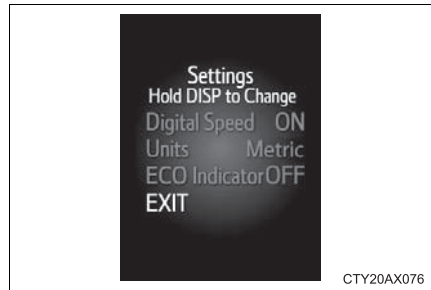 Settings
Hold DISP to Change
Digital Speed ON
Units Metric
ECO Indicator OFF
EXIT
CTY20AX076